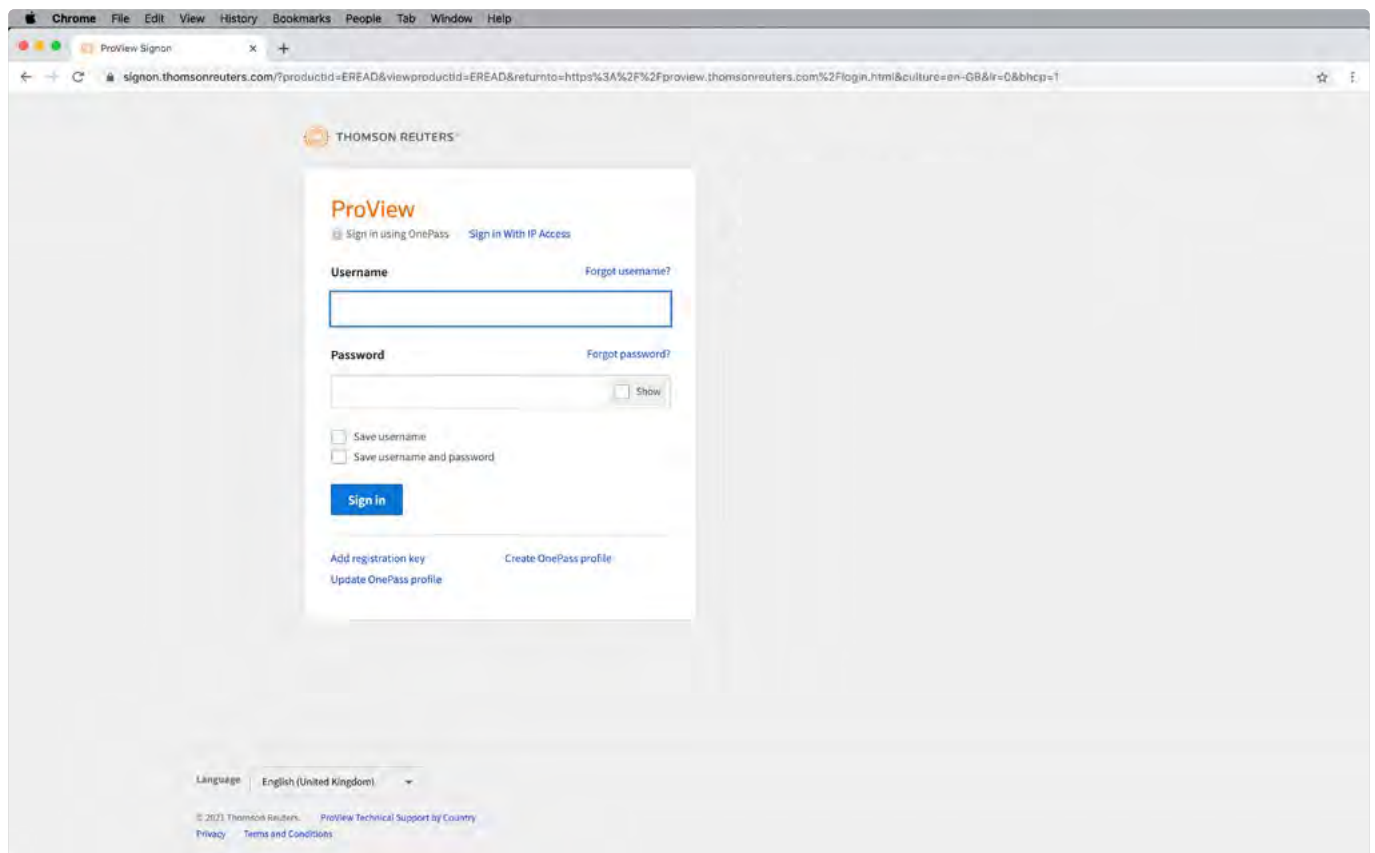 Chrome File Edit View History Bookmarks People Tab Window Help
ProView Signon × +
signon.thomsonreuters.com/?productid=EREAD&viewproductid=EREAD&returnto=https%3A%2F%2Fproview.thomsonreuters.com%2Flogin.html&culture=en-GB&lr=0&bhcp=1
THOMSON REUTERS
ProView
Sign in using OnePass Sign in With IP Access
Username Forgot username?
Password Forgot password?
Show
Save username
Save username and password
Sign in
Add registration key Create OnePass profile
Update OnePass profile
Language English (United Kingdom)
© 2021 Thomson Reuters. ProView Technical Support by Country
Privacy Terms and Conditions